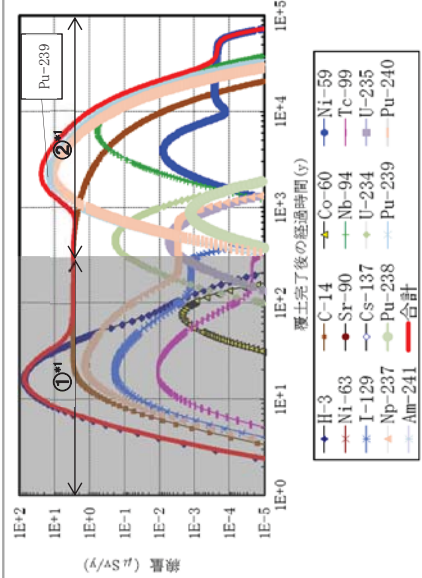 Pu-239
①*1
②*1
1E+2
1E+1
1E+0
1E-1
1E-2
1E-3
1E-4
1E-5
線量 (μSv/y)
1E+0
1E+1
1E+2
1E+3
1E+4
1E+5
覆土完了後の経過時間 (y)
H-3
C-14
Co-60
Ni-59
Ni-63
Sr-90
Nb-94
Tc-99
I-129
Cs-137
U-234
U-235
Np-237
Pu-238
Pu-239
Pu-240
Am-241
合計